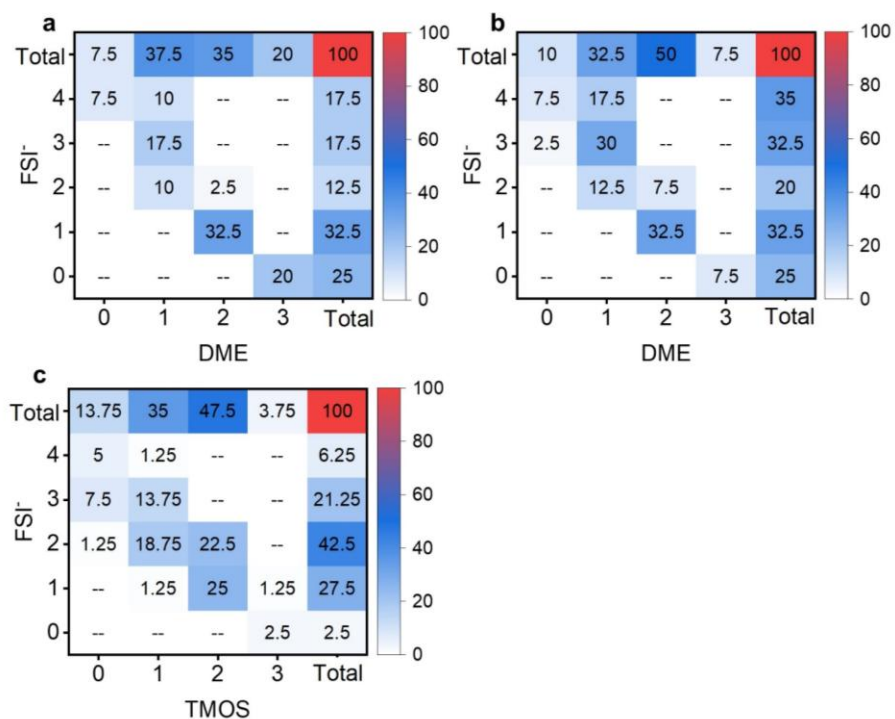 a
Total 7.5 37.5 35 20 100
4 7.5 10 -- -- 17.5
3 -- 17.5 -- -- 17.5
2 -- 10 2.5 -- 12.5
1 -- -- 32.5 -- 32.5
0 -- -- -- 20 25
0 1 2 3 Total
DME
FSI-
100
80
60
40
20
0
b
Total 10 32.5 50 7.5 100
4 7.5 17.5 -- -- 35
3 2.5 30 -- -- 32.5
2 -- 12.5 7.5 -- 20
1 -- -- 32.5 -- 32.5
0 -- -- -- 7.5 25
0 1 2 3 Total
DME
FSI-
100
80
60
40
20
0
c
Total 13.75 35 47.5 3.75 100
4 5 1.25 -- -- 6.25
3 7.5 13.75 -- -- 21.25
2 1.25 18.75 22.5 -- 42.5
1 -- 1.25 25 1.25 27.5
0 -- -- -- 2.5 2.5
0 1 2 3 Total
TMOS
FSI-
100
80
60
40
20
0